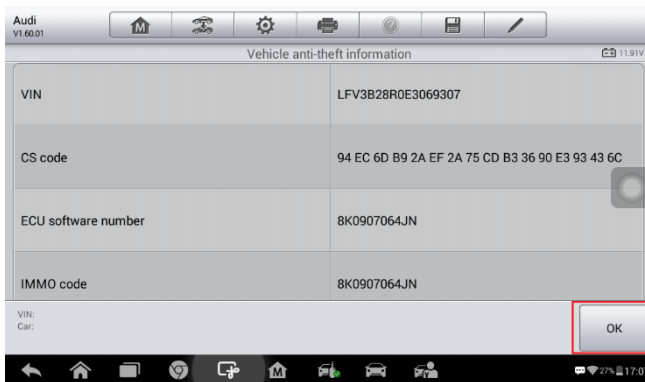 Audi
V1.60.01
Vehicle anti-theft information
11.91V
VIN
LFV3B28R0E3069307
CS code
94 EC 6D B9 2A EF 2A 75 CD B3 36 90 E3 93 43 6C
ECU software number
8K0907064JN
IMMO code
8K0907064JN
VIN:
Car:
OK
27%
17:0